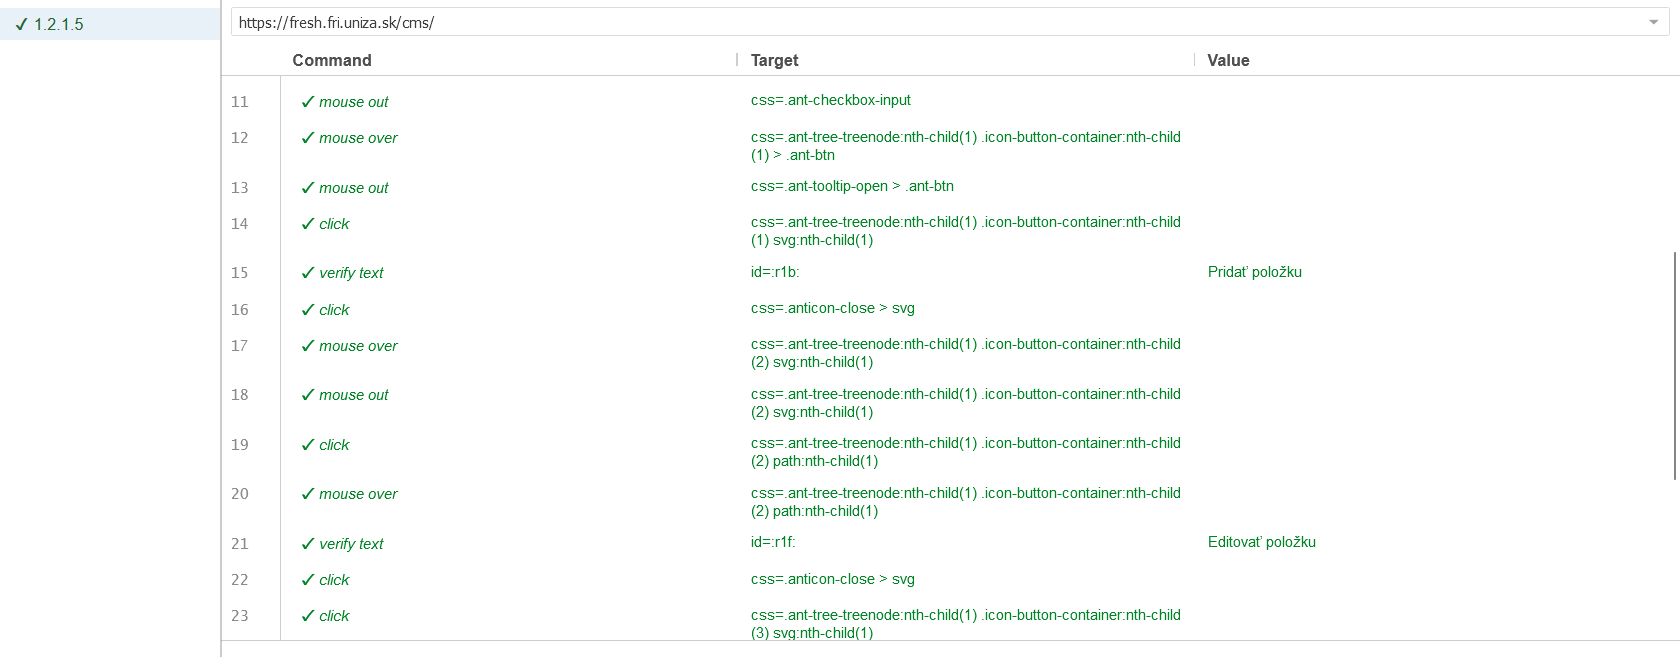 ✓ 1.2.1.5
https://fresh.fri.uniza.sk/cms/
Command Target Value
11 ✓ mouse out css=.ant-checkbox-input
12 ✓ mouse over css=.ant-tree-treenode:nth-child(1) .icon-button-container:nth-child
(1) > .ant-btn
13 ✓ mouse out css=.ant-tooltip-open > .ant-btn
14 ✓ click css=.ant-tree-treenode:nth-child(1) .icon-button-container:nth-child
(1) svg:nth-child(1)
15 ✓ verify text id=:r1b: Pridať položku
16 ✓ click css=.anticon-close > svg
17 ✓ mouse over css=.ant-tree-treenode:nth-child(1) .icon-button-container:nth-child
(2) svg:nth-child(1)
18 ✓ mouse out css=.ant-tree-treenode:nth-child(1) .icon-button-container:nth-child
(2) svg:nth-child(1)
19 ✓ click css=.ant-tree-treenode:nth-child(1) .icon-button-container:nth-child
(2) path:nth-child(1)
20 ✓ mouse over css=.ant-tree-treenode:nth-child(1) .icon-button-container:nth-child
(2) path:nth-child(1)
21 ✓ verify text id=:r1f: Editovať položku
22 ✓ click css=.anticon-close > svg
23 ✓ click css=.ant-tree-treenode:nth-child(1) .icon-button-container:nth-child
(3) svg:nth-child(1)